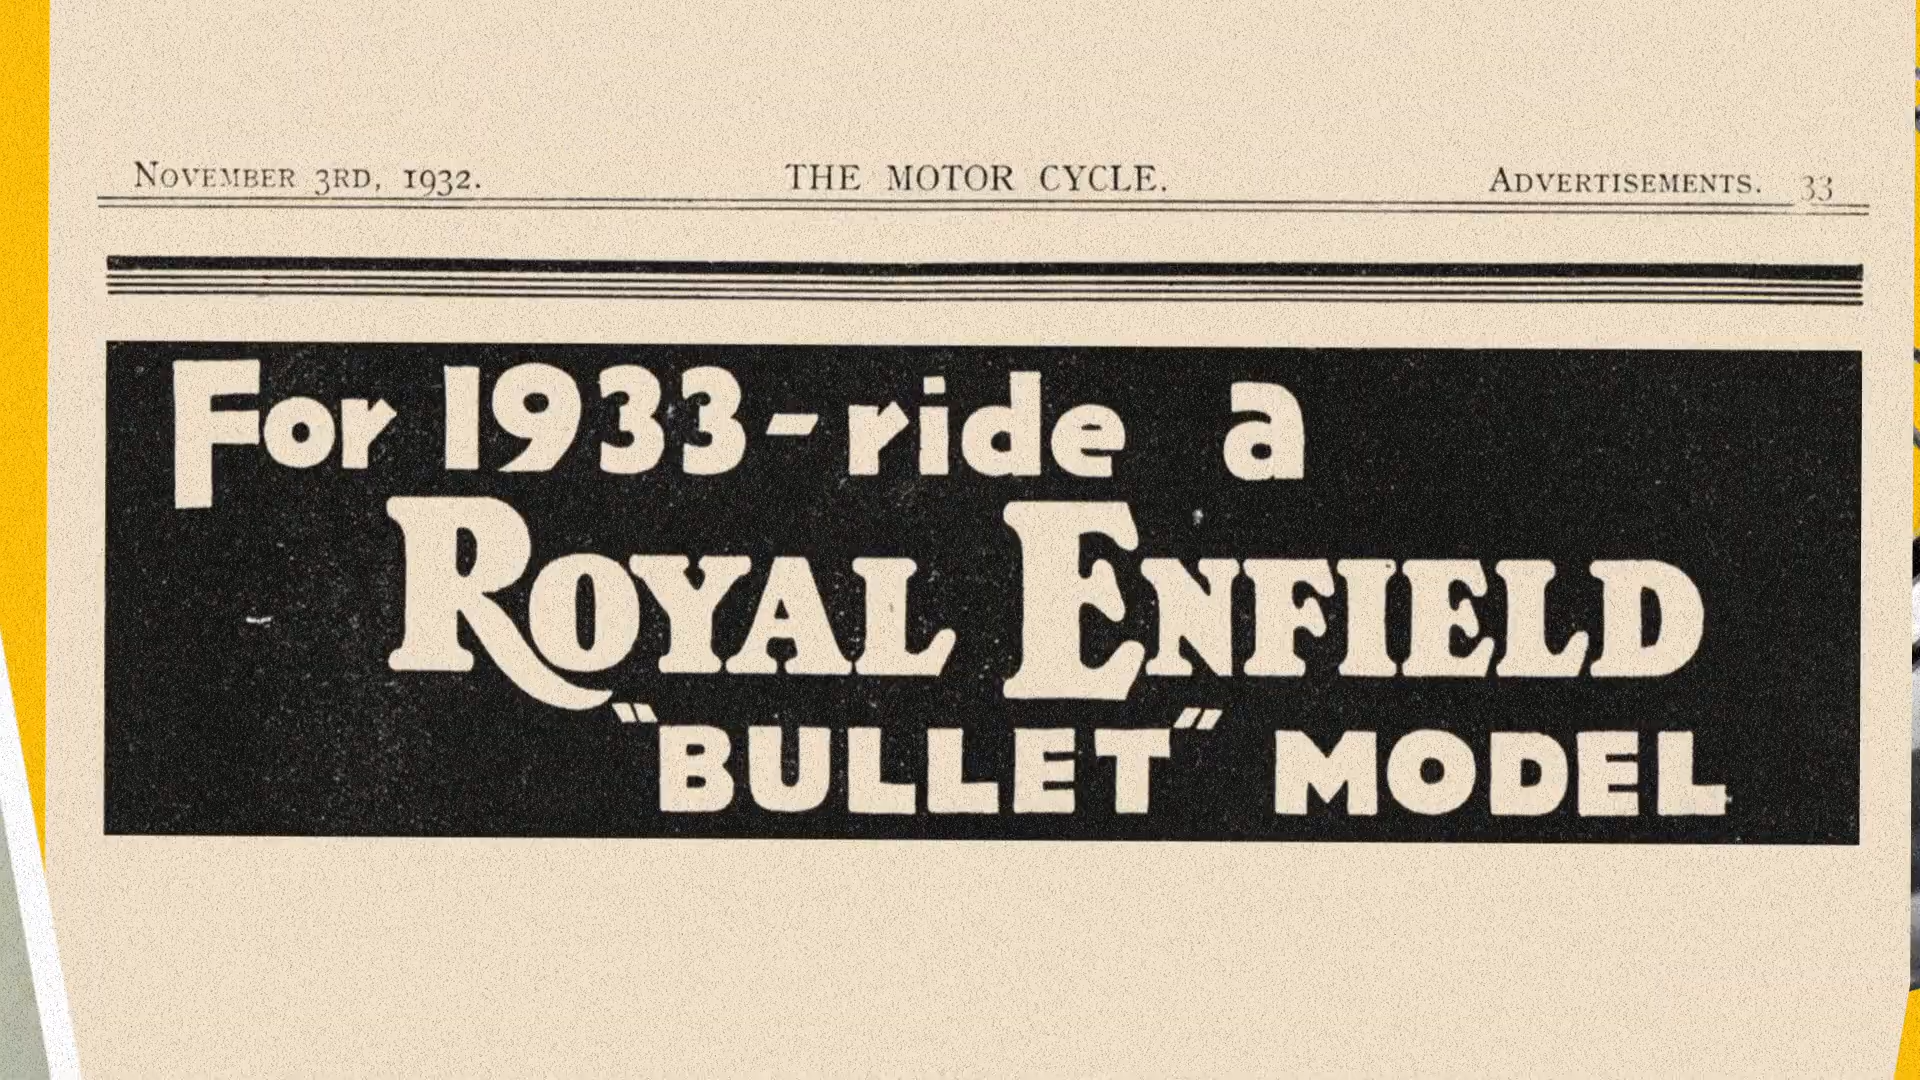 NOVEMBER 3RD, 1932. THE MOTOR CYCLE. ADVERTISEMENTS. 33
For 1933-ride a
ROYAL ENFIELD
"BULLET" MODEL